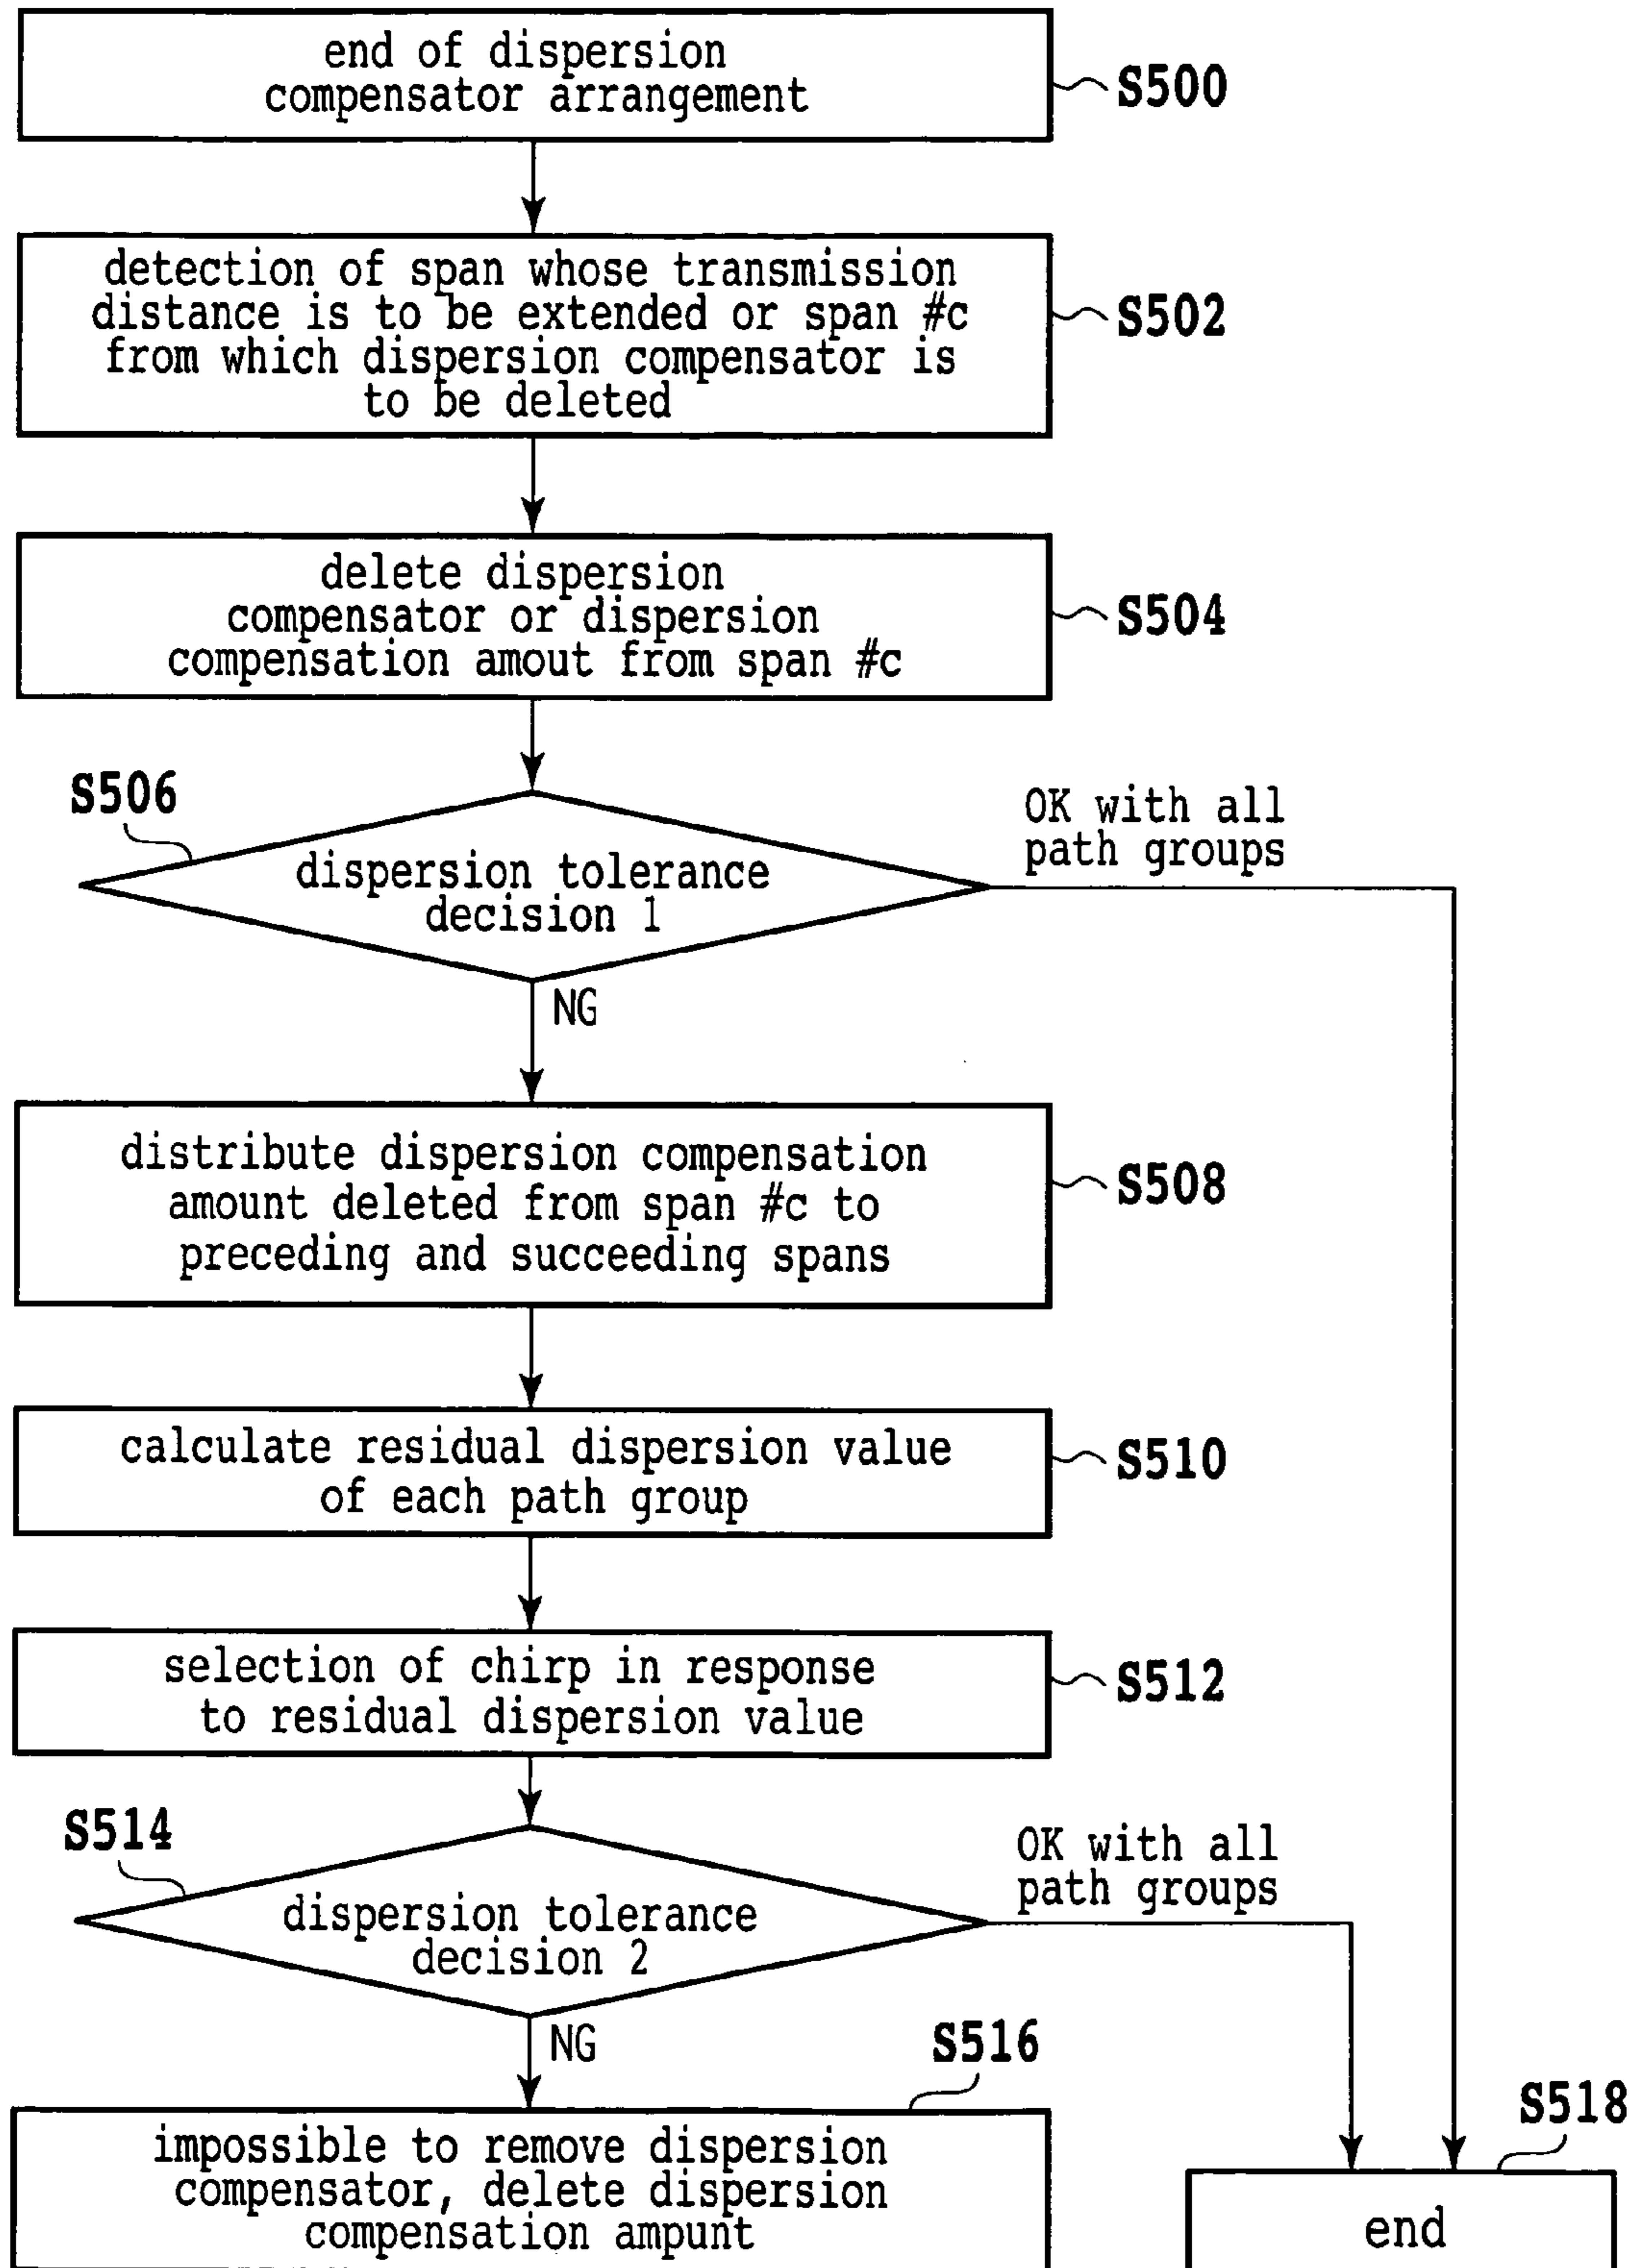 end of dispersion
compensator arrangement
S500
detection of span whose transmission
distance is to be extended or span #c
from which dispersion compensator is
to be deleted
S502
delete dispersion
compensator or dispersion
compensation amout from span #c
S504
S506
dispersion tolerance
decision 1
OK with all
path groups
NG
distribute dispersion compensation
amount deleted from span #c to
preceding and succeeding spans
S508
calculate residual dispersion value
of each path group
S510
selection of chirp in response
to residual dispersion value
S512
S514
dispersion tolerance
decision 2
OK with all
path groups
NG
S516
impossible to remove dispersion
compensator, delete dispersion
compensation ampunt
S518
end